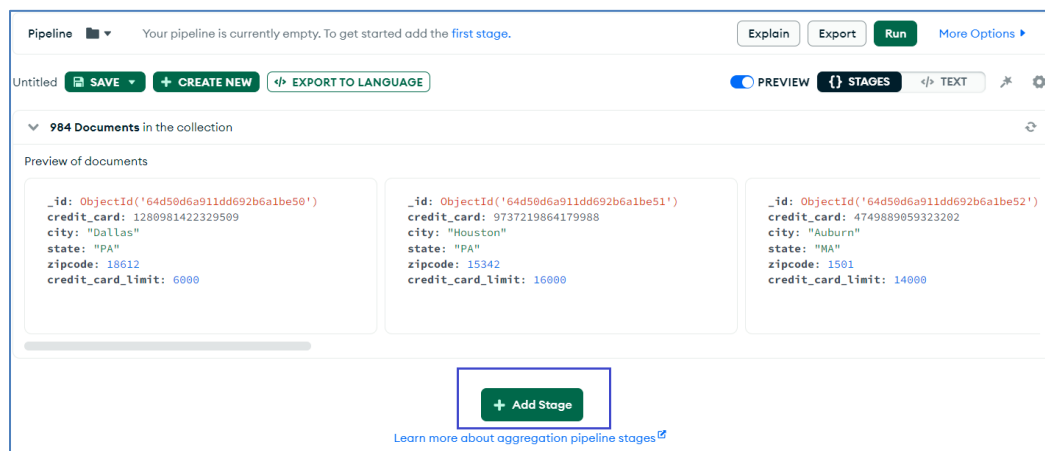 Pipeline Your pipeline is currently empty. To get started add the first stage. Explain Export Run More Options
Untitled SAVE + CREATE NEW </> EXPORT TO LANGUAGE PREVIEW {} STAGES </> TEXT
984 Documents in the collection
Preview of documents
_id: ObjectId('64d50d6a911dd692b6a1be50')
credit_card: 1280981422329509
city: "Dallas"
state: "PA"
zipcode: 18612
credit_card_limit: 6000
_id: ObjectId('64d50d6a911dd692b6a1be51')
credit_card: 9737219864179988
city: "Houston"
state: "PA"
zipcode: 15342
credit_card_limit: 16000
_id: ObjectId('64d50d6a911dd692b6a1be52')
credit_card: 4749889059323202
city: "Auburn"
state: "MA"
zipcode: 1501
credit_card_limit: 14000
+ Add Stage
Learn more about aggregation pipeline stages